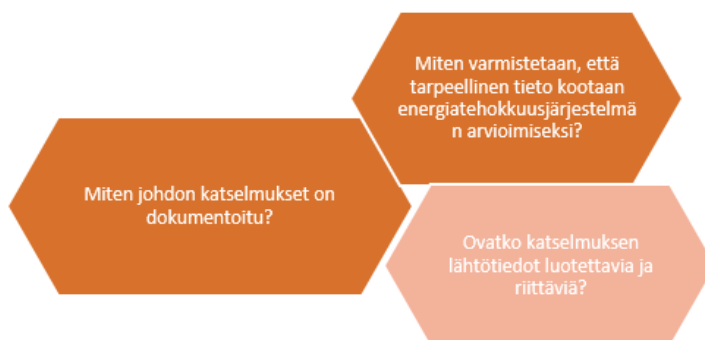 Miten varmistetaan, että
tarpeellinen tieto kootaan
energiatehokkuusjärjestelmä
n arvioimiseksi?
Miten johdon katselmukset on
dokumentoitu?
Ovatko katselmuksen
lähtötiedot luotettavia ja
riittäviä?